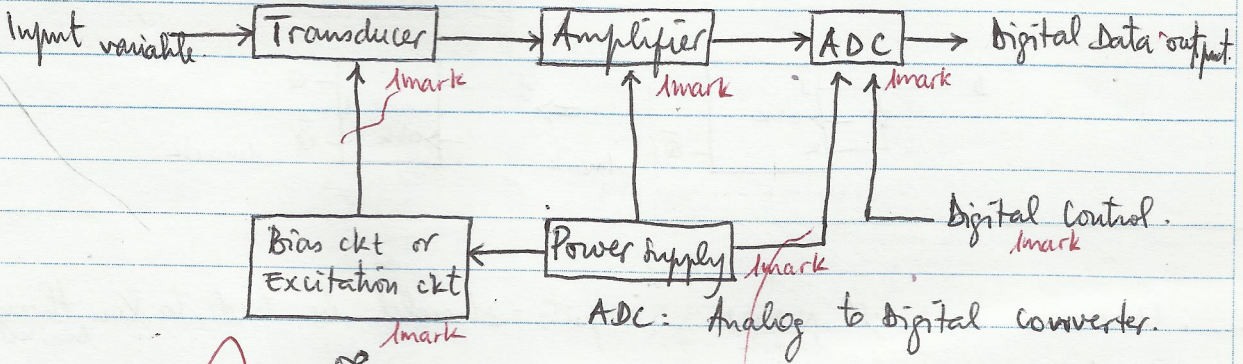 Input variable
Transducer
Amplifier
ADC
Digital Data output.
1mark
1mark
1mark
Bias ckt or
Excitation ckt
Power Supply
Digital Control.
1mark
1mark
1mark
ADC: Analog to Digital Converter.